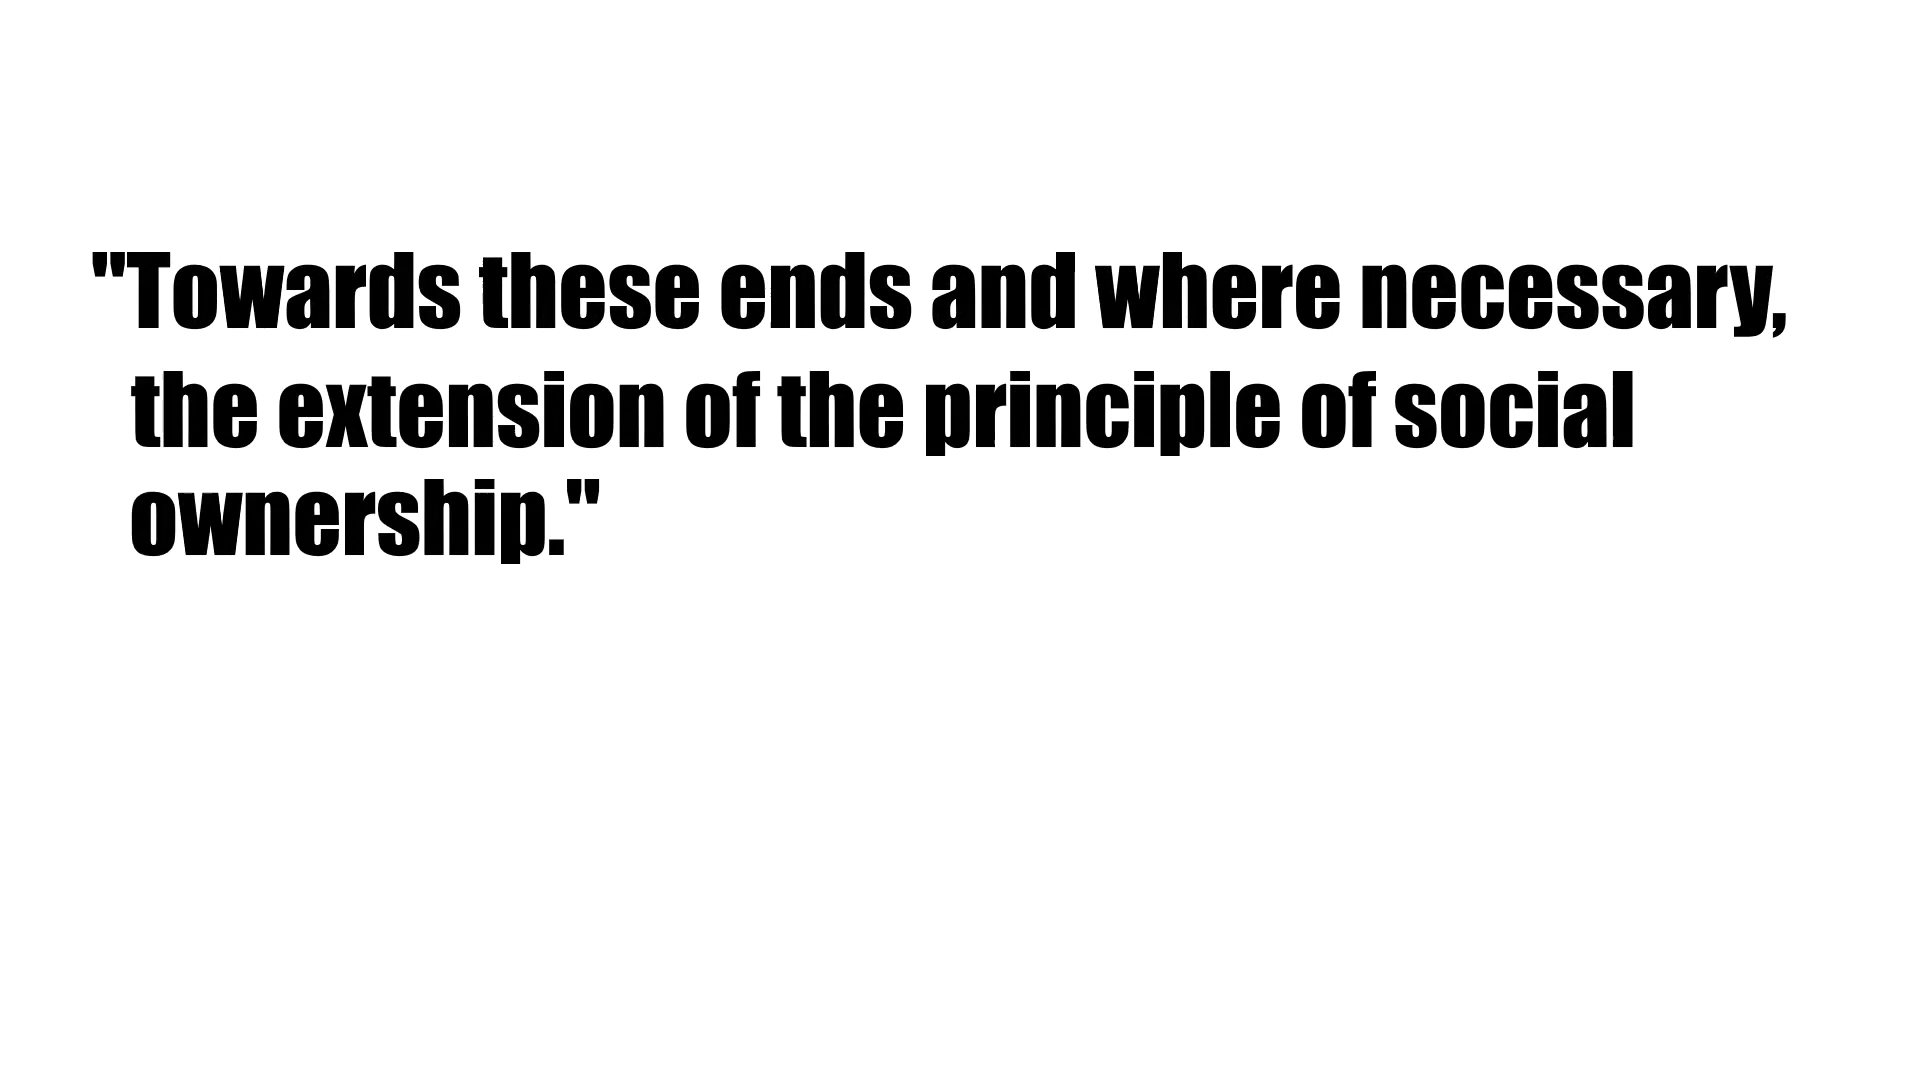 "Towards these ends and where necessary,
the extension of the principle of social
ownership."